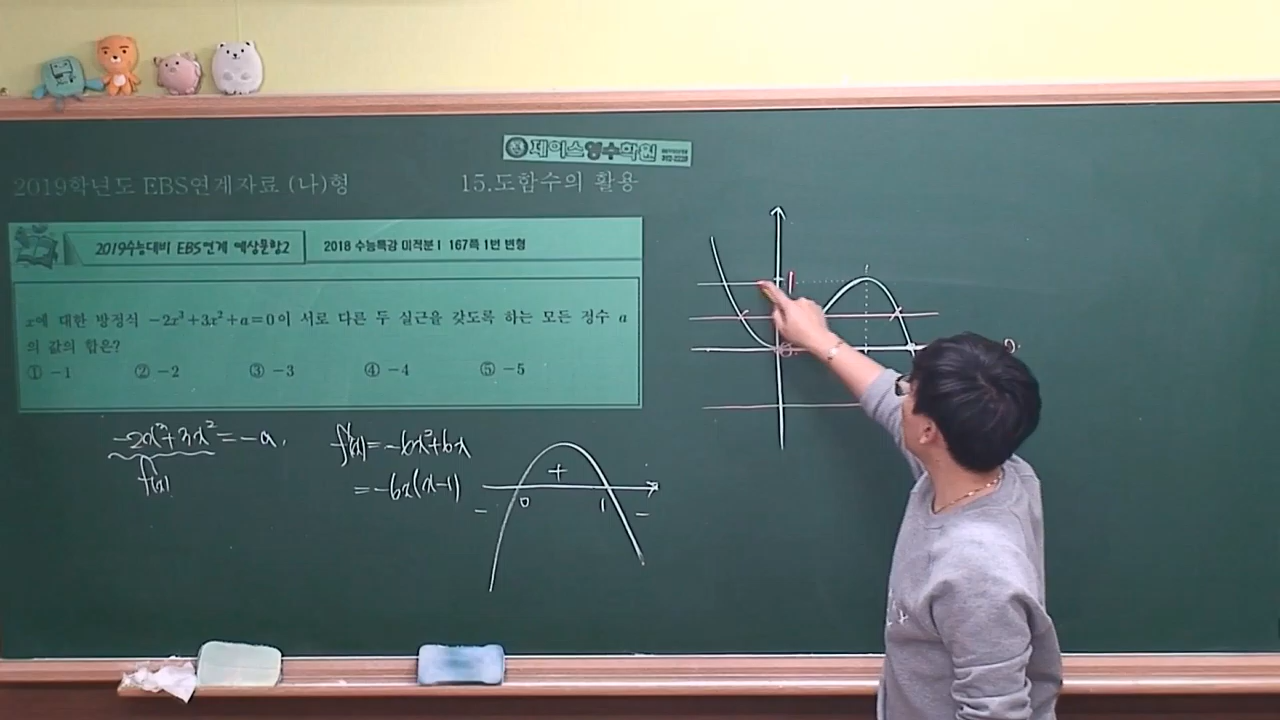 제이스영수학원
2019학년도 EBS연계자료 (나)형
15.도함수의 활용
2019수능대비 EBS연계 예상문항2
2018 수능특강 미적분Ⅰ 167쪽 1번 변형
x에 대한 방정식 −2x³+3x²+a=0이 서로 다른 두 실근을 갖도록 하는 모든 정수 a
의 값의 합은?
① −1 ② −2 ③ −3 ④ −4 ⑤ −5
−2x³+3x²=−a.
f(x)
f'(x)=−6x²+6x
=−6x(x−1)
+
− 0 1 −
1
0
0